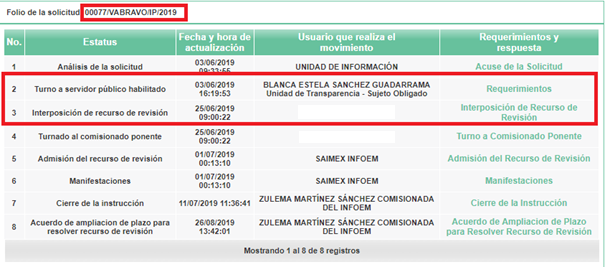 Folio de la solicitud: 00077/VABRAVO/IP/2019
No. Estatus Fecha y hora de actualización Usuario que realiza el movimiento Requerimientos y respuesta
1 Análisis de la solicitud 03/06/2019 09:33:55 UNIDAD DE INFORMACIÓN Acuse de la Solicitud
2 Turno a servidor público habilitado 03/06/2019 16:19:53 BLANCA ESTELA SANCHEZ GUADARRAMA Unidad de Transparencia - Sujeto Obligado Requerimientos
3 Interposición de recurso de revisión 25/06/2019 09:00:22 Interposición de Recurso de Revisión
4 Turnado al comisionado ponente 25/06/2019 09:00:22 Turno a Comisionado Ponente
5 Admisión del recurso de revisión 01/07/2019 00:13:10 SAIMEX INFOEM Admisión del Recurso de Revisión
6 Manifestaciones 01/07/2019 00:13:10 SAIMEX INFOEM Manifestaciones
7 Cierre de la instrucción 11/07/2019 11:36:41 ZULEMA MARTÍNEZ SÁNCHEZ COMISIONADA DEL INFOEM Cierre de la instrucción
8 Acuerdo de ampliacion de plazo para resolver recurso de revisión 26/08/2019 13:42:01 ZULEMA MARTÍNEZ SÁNCHEZ COMISIONADA DEL INFOEM Acuerdo de Ampliacion de Plazo para Resolver Recurso de Revisión
Mostrando 1 al 8 de 8 registros